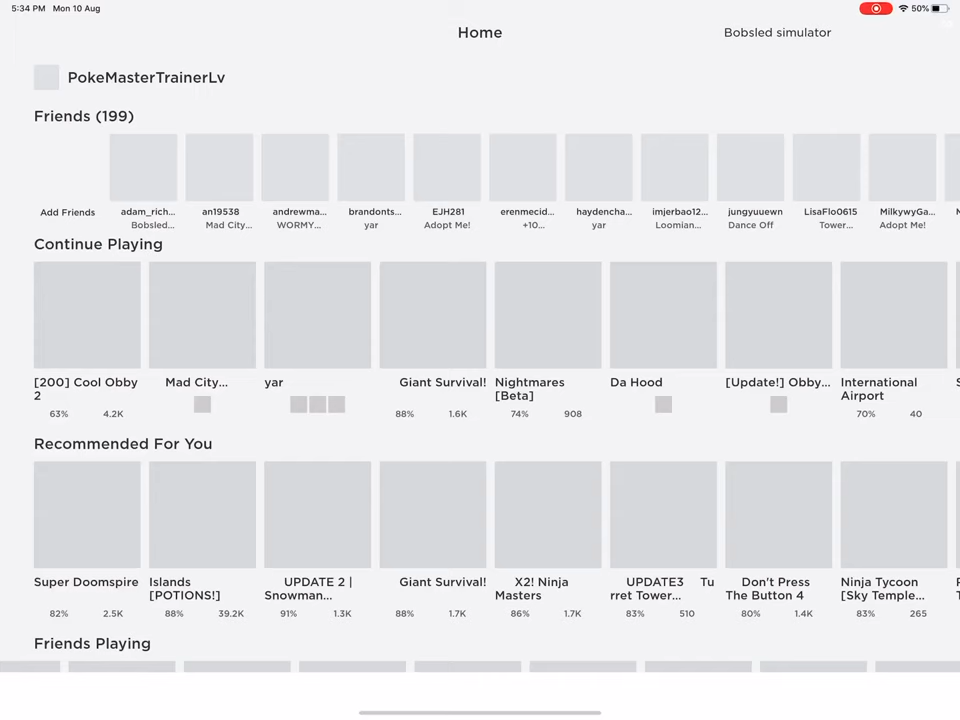 5:34 PM Mon 10 Aug 50%
Home
Bobsled simulator
PokeMasterTrainerLv
Friends (199)
Add Friends
adam_rich... an19538 andrewma... brandonts... EJH281 erenmecid... haydencha... imjerbao12... jungyuuewn LisaFlo0615 MilkywyGa...
Bobsled... Mad City... WORMY... yar Adopt Me! +10... yar Loomian... Dance Off Tower... Adopt Me!
Continue Playing
[200] Cool Obby 2
63% 4.2K
Mad City...
yar
Giant Survival!
88% 1.6K
Nightmares [Beta]
74% 908
Da Hood
[Update!] Obby...
International Airport
70% 40
Recommended For You
Super Doomspire
82% 2.5K
Islands
[POTIONS!]
88% 39.2K
UPDATE 2 |
Snowman...
91% 1.3K
Giant Survival!
88% 1.7K
X2! Ninja
Masters
86% 1.7K
UPDATE3 Tu
rret Tower...
83% 510
Don't Press
The Button 4
80% 1.4K
Ninja Tycoon
[Sky Temple...
83% 265
Friends Playing